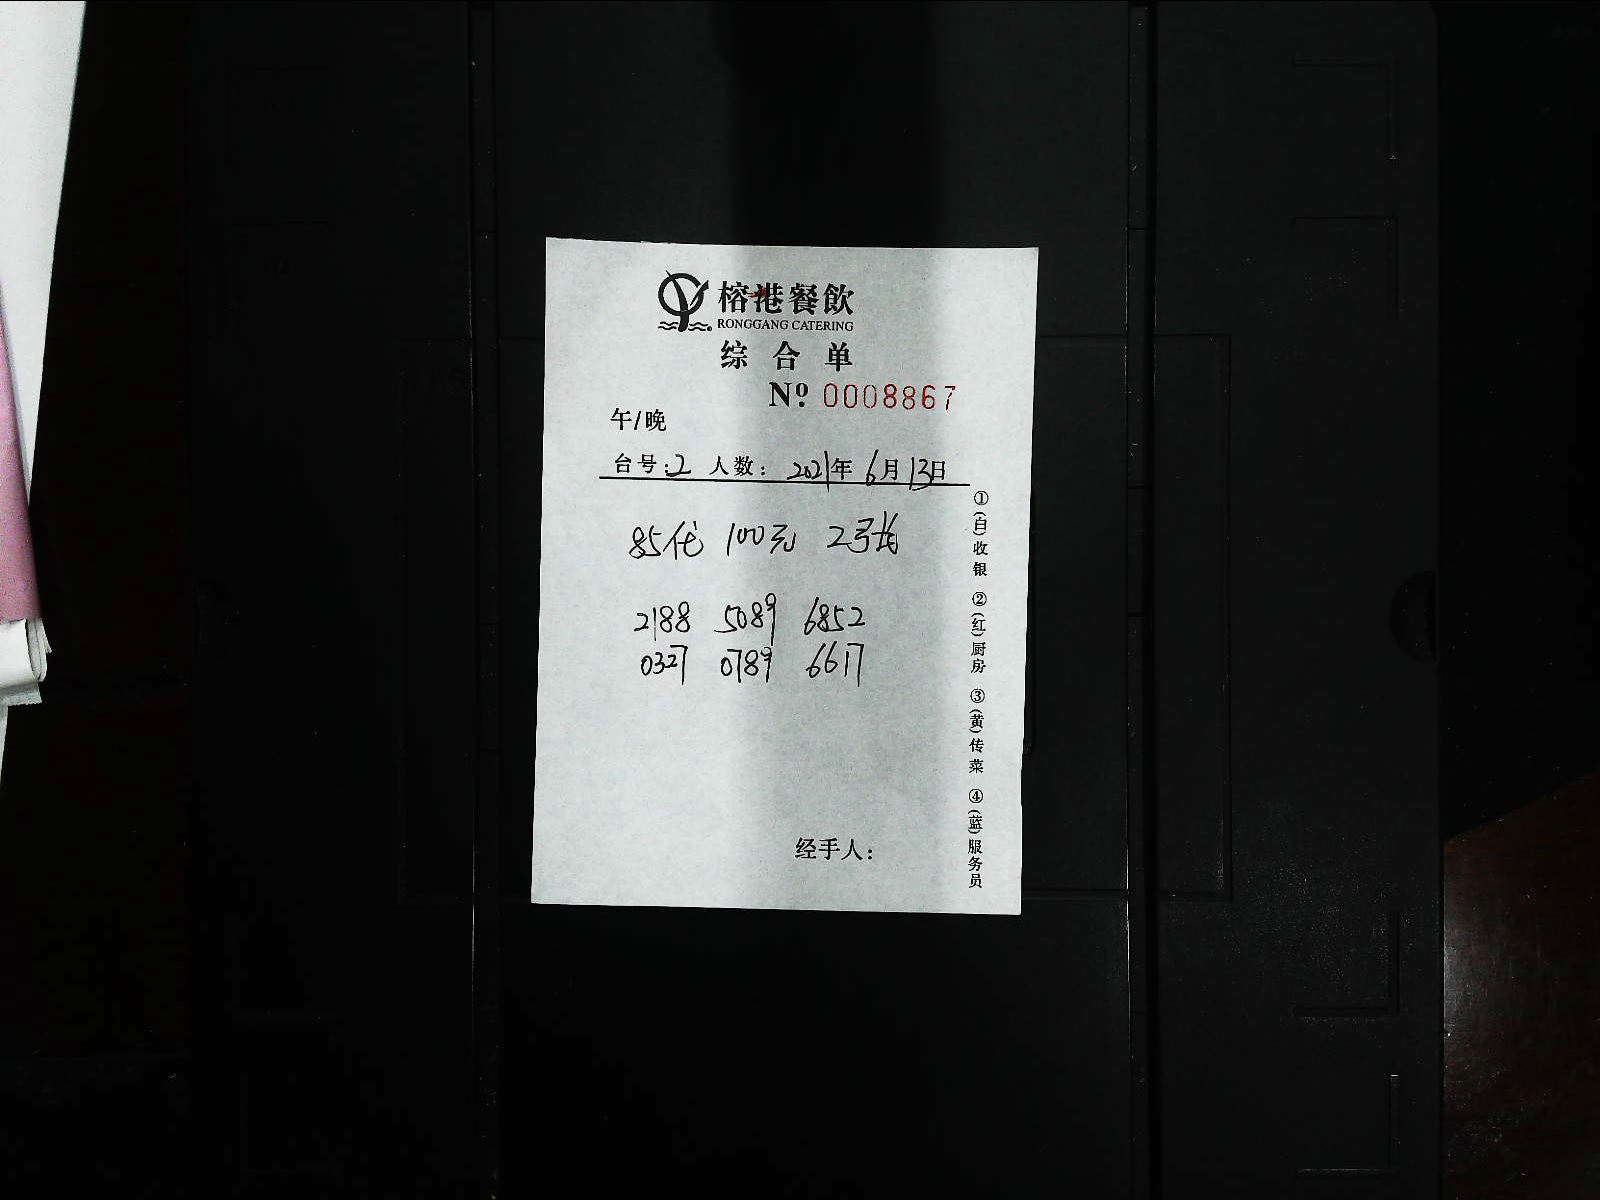 榕港餐飲
RONGGANG CATERING
综合单
Nº 0008867
午/晚
台号:2 人数: 2021年6月13日
85代 100元 2张
2188 5089 6852
0327 0789 6617
经手人:
①(白)收银 ②(红)厨房 ③(黄)传菜 ④(蓝)服务员